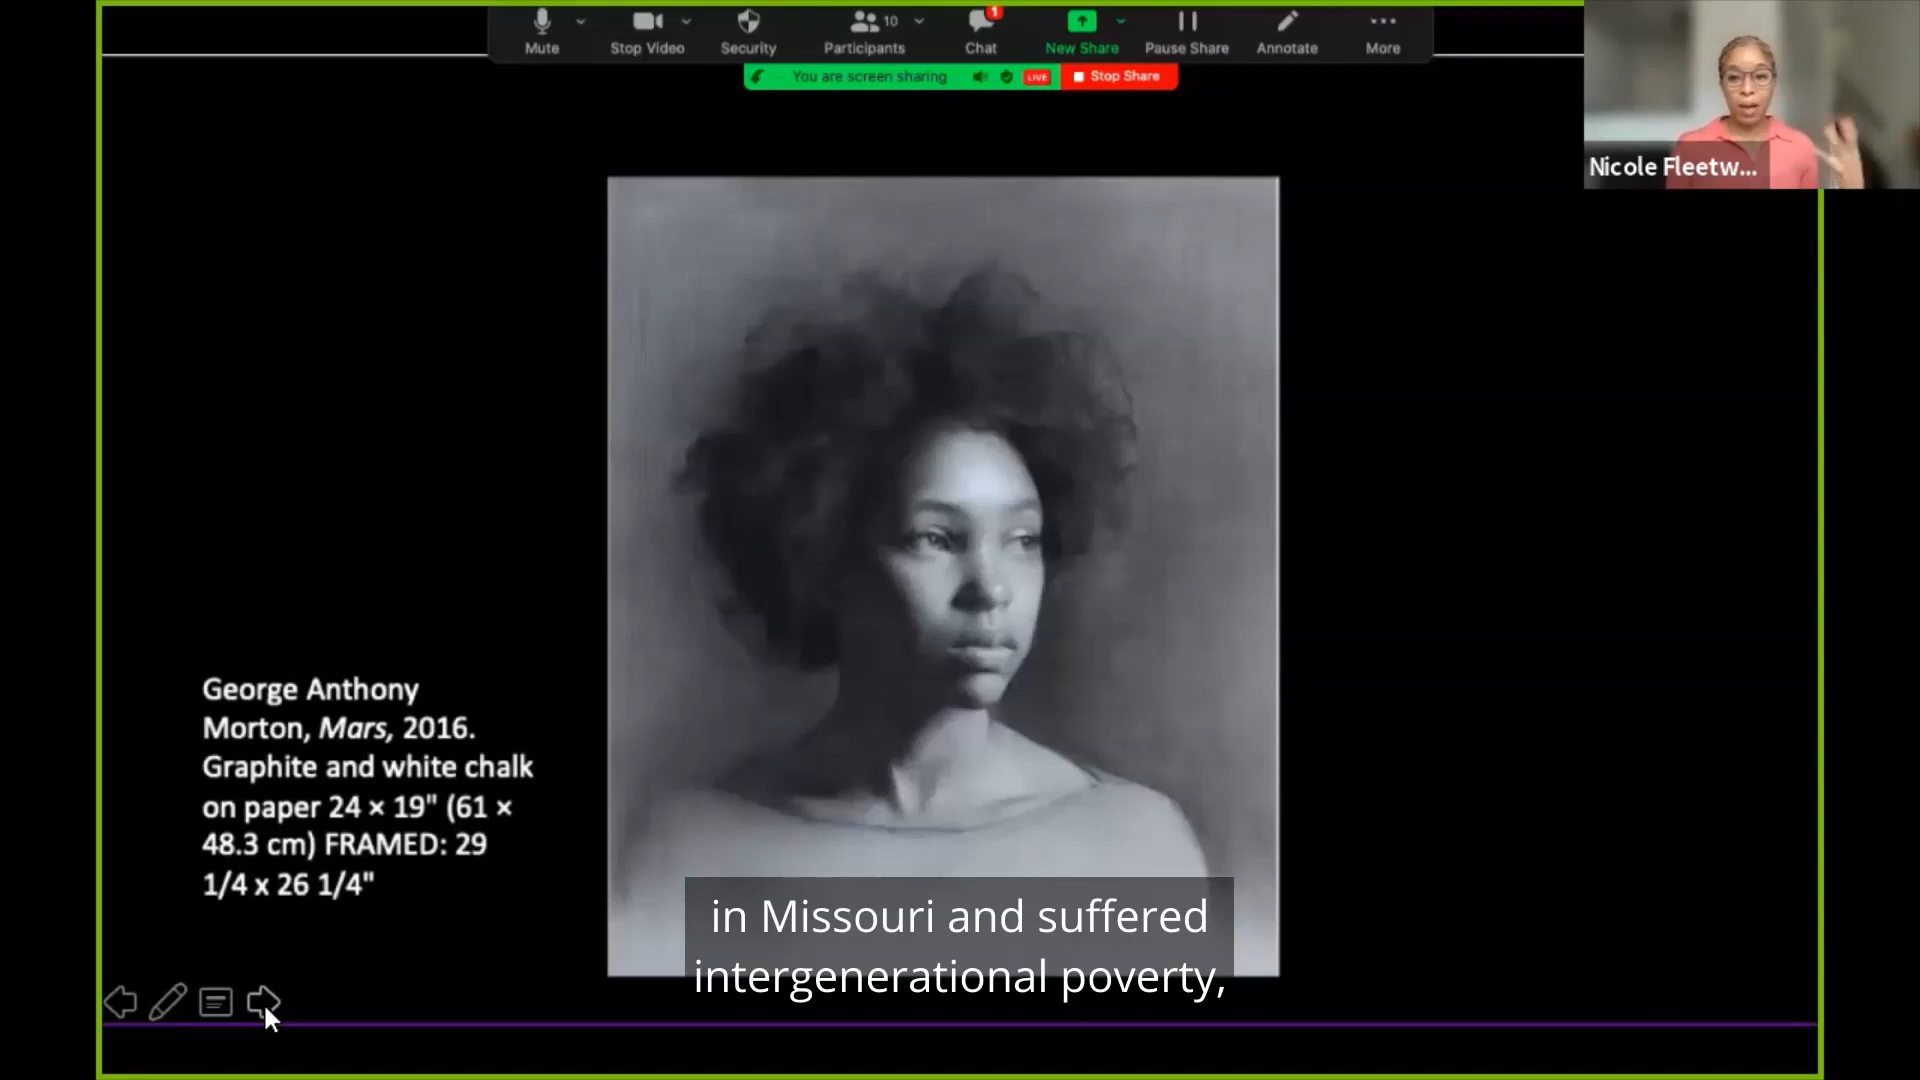 Mute
Stop Video
Security
10
Participants
1
Chat
New Share
Pause Share
Annotate
More
You are screen sharing
LIVE
Stop Share
Nicole Fleetw...
George Anthony
Morton, Mars, 2016.
Graphite and white chalk
on paper 24 × 19" (61 ×
48.3 cm) FRAMED: 29
1/4 x 26 1/4"
in Missouri and suffered
intergenerational poverty,